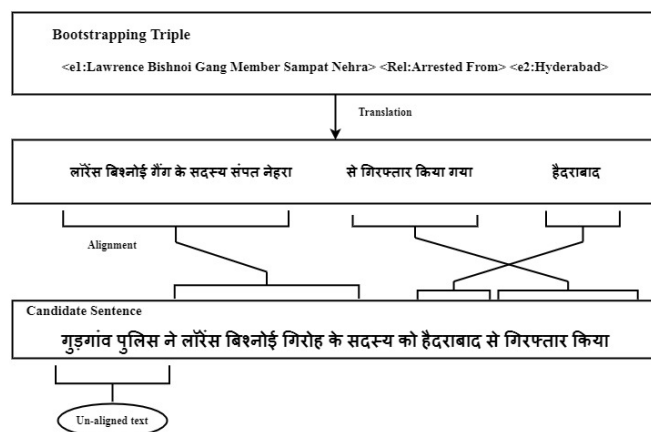 Bootstrapping Triple
<e1:Lawrence Bishnoi Gang Member Sampat Nehra> <Rel:Arrested From> <e2:Hyderabad>
Translation
लॉरेंस बिश्नोई गैंग के सदस्य संपत नेहरा से गिरफ्तार किया गया हैदराबाद
Alignment
Candidate Sentence
गुड़गांव पुलिस ने लॉरेंस बिश्नोई गिरोह के सदस्य को हैदराबाद से गिरफ्तार किया
Un-aligned text